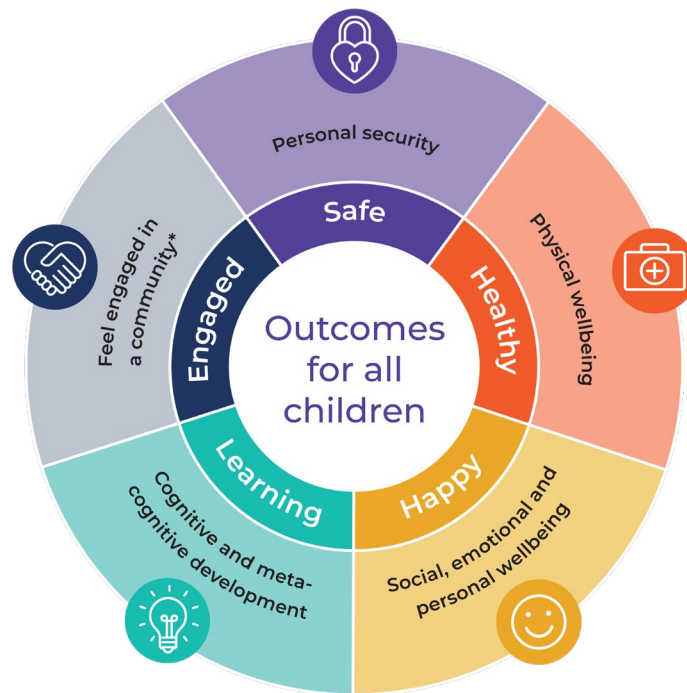 Outcomes
for all
children
Safe
Personal security
Healthy
Physical wellbeing
Happy
Social, emotional and
personal wellbeing
Learning
Cognitive and meta-
cognitive development
Engaged
Feel engaged in
a community*